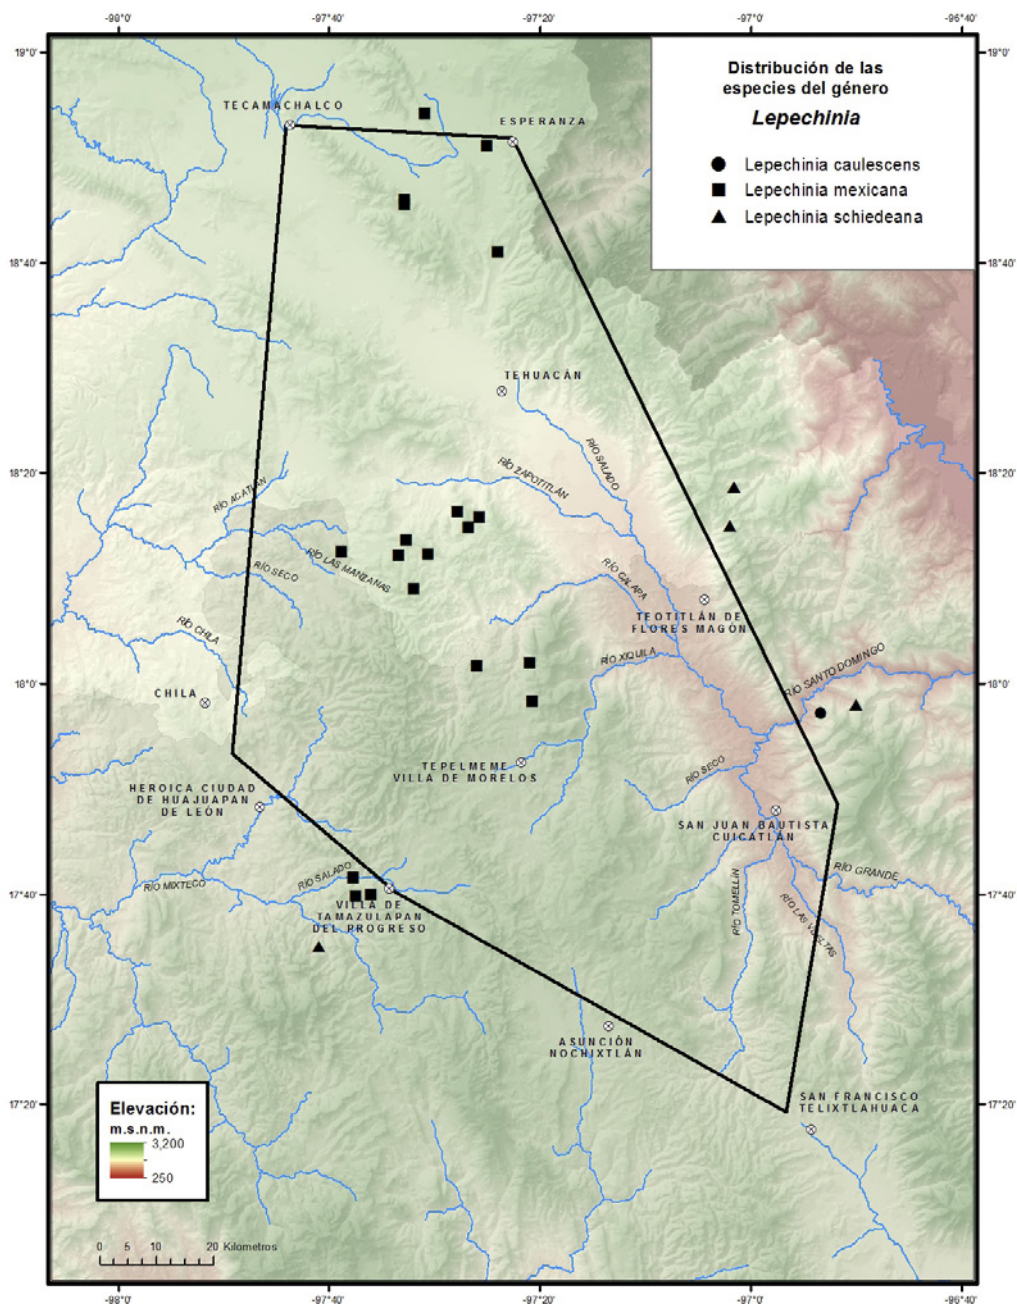 -98°0'
-97°40'
-97°20'
-97°0'
-96°40'
19°0'
19°0'
Distribución de las
especies del género
Lepechinia
Lepechinia caulescens
Lepechinia mexicana
Lepechinia schiedeana
TECAMACHALCO
ESPERANZA
18°40'
18°40'
TEHUACÁN
RÍO SALADO
RÍO ZAPOTITLÁN
18°20'
18°20'
RÍO ACATLÁN
RÍO LAS MANZANAS
RÍO SECO
RÍO CALAPA
TEOTITLÁN DE
FLORES MAGÓN
RÍO CHILA
RÍO XIQUILA
RÍO SANTO DOMINGO
18°0'
18°0'
CHILA
TEPELMEME
VILLA DE MORELOS
RÍO SECO
HEROICA CIUDAD
DE HUAJUAPAN
DE LEÓN
SAN JUAN BAUTISTA
CUICATLÁN
RÍO GRANDE
RÍO SALADO
RÍO MIXTECO
17°40'
17°40'
VILLA DE
TAMAZULAPAN
DEL PROGRESO
RÍO TOMELLÍN
RÍO LAS VUELTAS
ASUNCIÓN
NOCHIXTLÁN
SAN FRANCISCO
TELIXTLAHUACA
17°20'
17°20'
Elevación:
m.s.n.m.
3,200
250
0 5 10 20 Kilometros
-98°0'
-97°40'
-97°20'
-97°0'
-96°40'